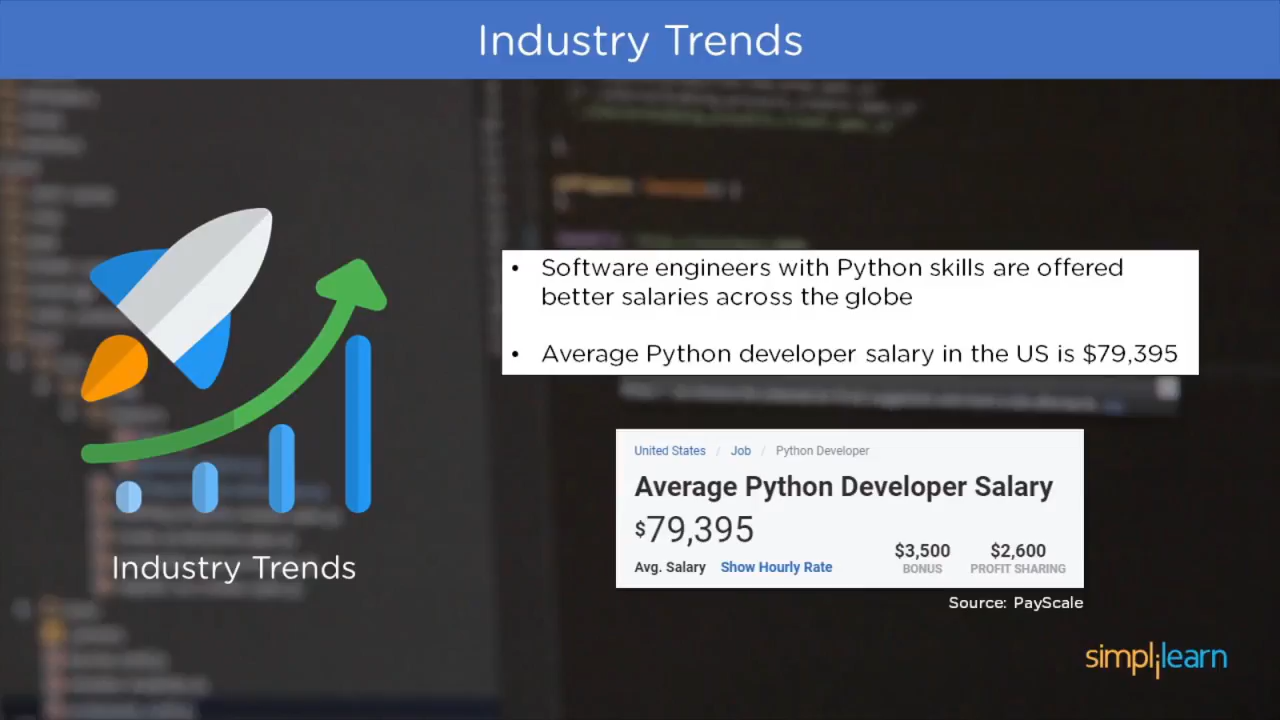 Industry Trends
• Software engineers with Python skills are offered
better salaries across the globe
• Average Python developer salary in the US is $79,395
United States / Job / Python Developer
Average Python Developer Salary
$79,395
$3,500 $2,600
BONUS PROFIT SHARING
Avg. Salary Show Hourly Rate
Industry Trends
Source: PayScale
simplilearn